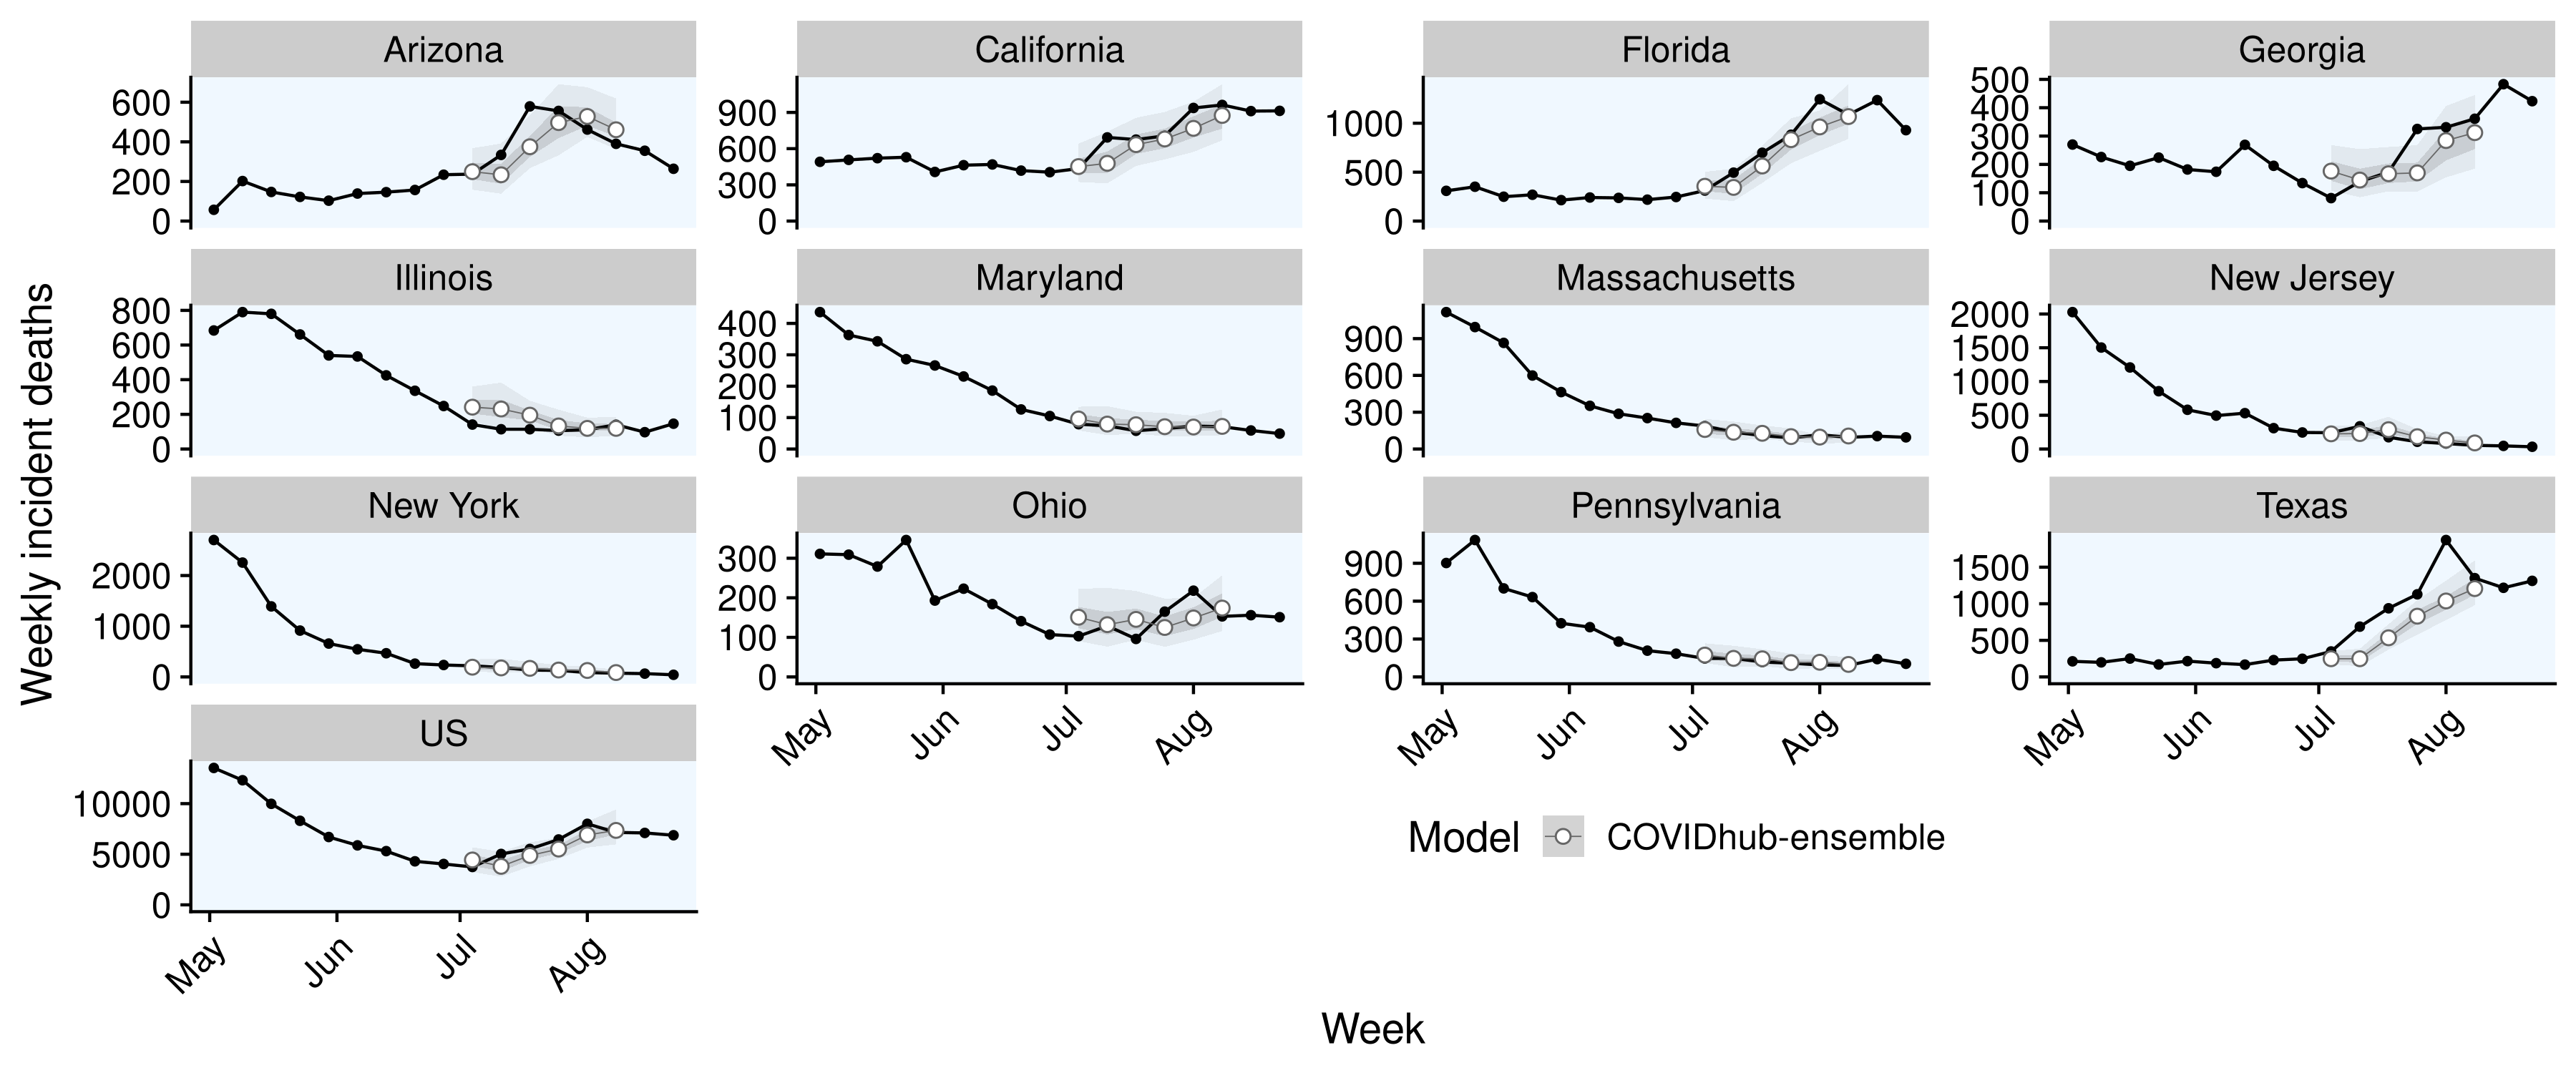 Weekly incident deaths
Arizona
600
400
200
0
California
900
600
300
0
Florida
1000
500
0
Georgia
500
400
300
200
100
0
Illinois
800
600
400
200
0
Maryland
400
300
200
100
0
Massachusetts
900
600
300
0
New Jersey
2000
1500
1000
500
0
New York
2000
1000
0
Ohio
300
200
100
0
May Jun Jul Aug
Pennsylvania
900
600
300
0
May Jun Jul Aug
Texas
1500
1000
500
0
May Jun Jul Aug
US
10000
5000
0
May Jun Jul Aug
Model COVIDhub-ensemble
Week